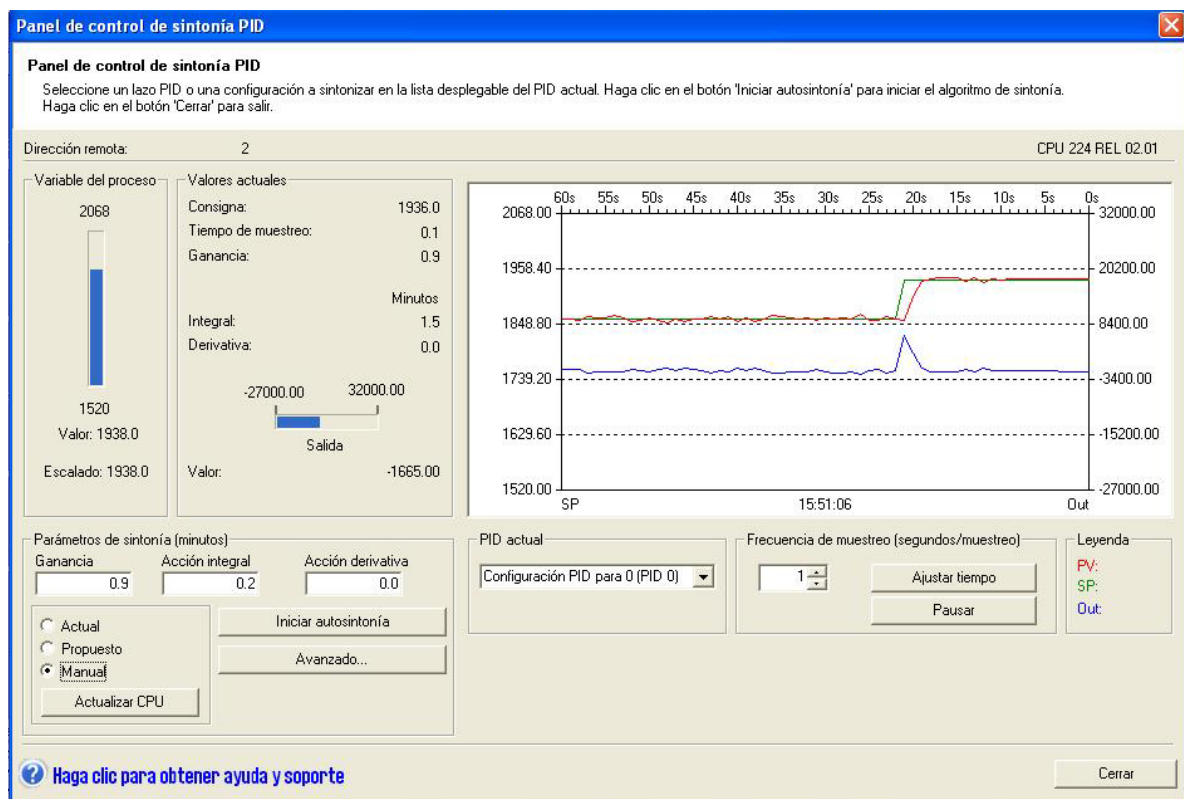 Panel de control de sintonía PID
Panel de control de sintonía PID
Seleccione un lazo PID o una configuración a sintonizar en la lista desplegable del PID actual. Haga clic en el botón 'Iniciar autosintonía' para iniciar el algoritmo de sintonía.
Haga clic en el botón 'Cerrar' para salir.
Dirección remota: 2 CPU 224 REL 02.01
Variable del proceso
2068
1520
Valor: 1938.0
Escalado: 1938.0
Valores actuales
Consigna: 1936.0
Tiempo de muestreo: 0.1
Ganancia: 0.9
Minutos
Integral: 1.5
Derivativa: 0.0
-27000.00 32000.00
Salida
Valor: -1665.00
60s 55s 50s 45s 40s 35s 30s 25s 20s 15s 10s 5s 0s
2068.00 32000.00
1958.40 20200.00
1848.80 8400.00
1739.20 -3400.00
1629.60 -15200.00
1520.00 -27000.00
SP 15:51:06 Out
Parámetros de sintonía (minutos)
Ganancia Acción integral Acción derivativa
0.9 0.2 0.0
Actual
Propuesto
Manual
Actualizar CPU
Iniciar autosintonía
Avanzado...
PID actual
Configuración PID para 0 (PID 0)
Frecuencia de muestreo (segundos/muestreo)
1
Ajustar tiempo
Pausar
Leyenda
PV:
SP:
Out:
Haga clic para obtener ayuda y soporte
Cerrar